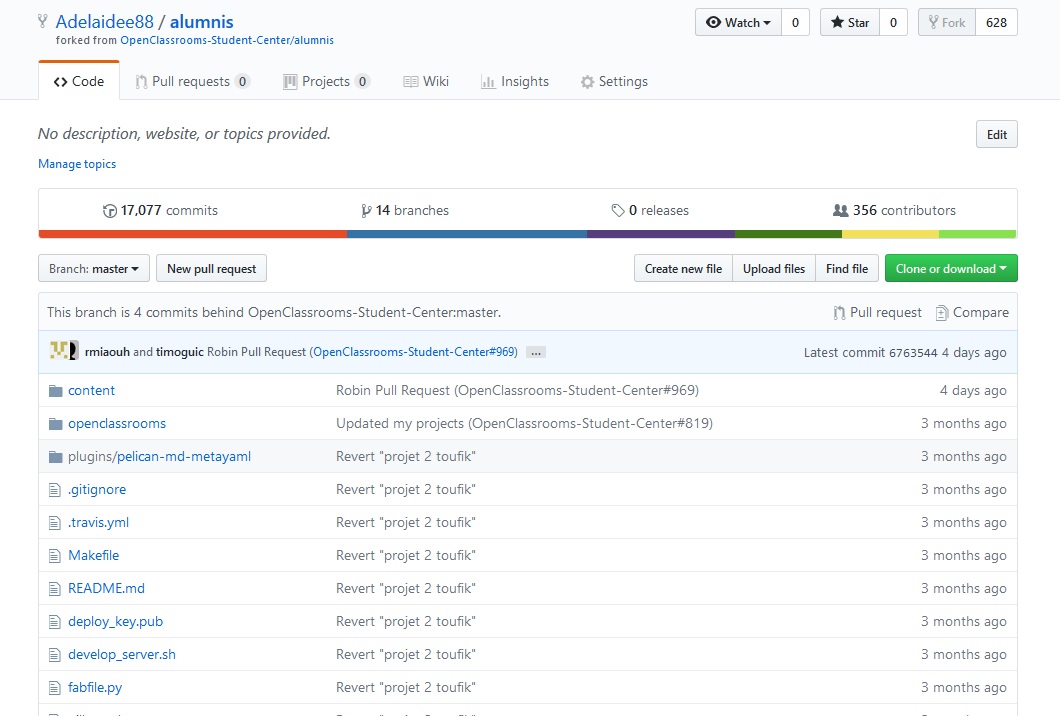 Adelaidee88 / alumnis
Watch 0 Star 0 Fork 628
forked from OpenClassrooms-Student-Center/alumnis
Code Pull requests 0 Projects 0 Wiki Insights Settings
No description, website, or topics provided.
Edit
Manage topics
17,077 commits 14 branches 0 releases 356 contributors
Branch: master New pull request Create new file Upload files Find file Clone or download
This branch is 4 commits behind OpenClassrooms-Student-Center:master. Pull request Compare
rmiaouh and timoguic Robin Pull Request (OpenClassrooms-Student-Center#969) ... Latest commit 6763544 4 days ago
content Robin Pull Request (OpenClassrooms-Student-Center#969) 4 days ago
openclassrooms Updated my projects (OpenClassrooms-Student-Center#819) 3 months ago
plugins/pelican-md-metayaml Revert "projet 2 toufik" 3 months ago
.gitignore Revert "projet 2 toufik" 3 months ago
.travis.yml Revert "projet 2 toufik" 3 months ago
Makefile Revert "projet 2 toufik" 3 months ago
README.md Revert "projet 2 toufik" 3 months ago
deploy_key.pub Revert "projet 2 toufik" 3 months ago
develop_server.sh Revert "projet 2 toufik" 3 months ago
fabfile.py Revert "projet 2 toufik" 3 months ago